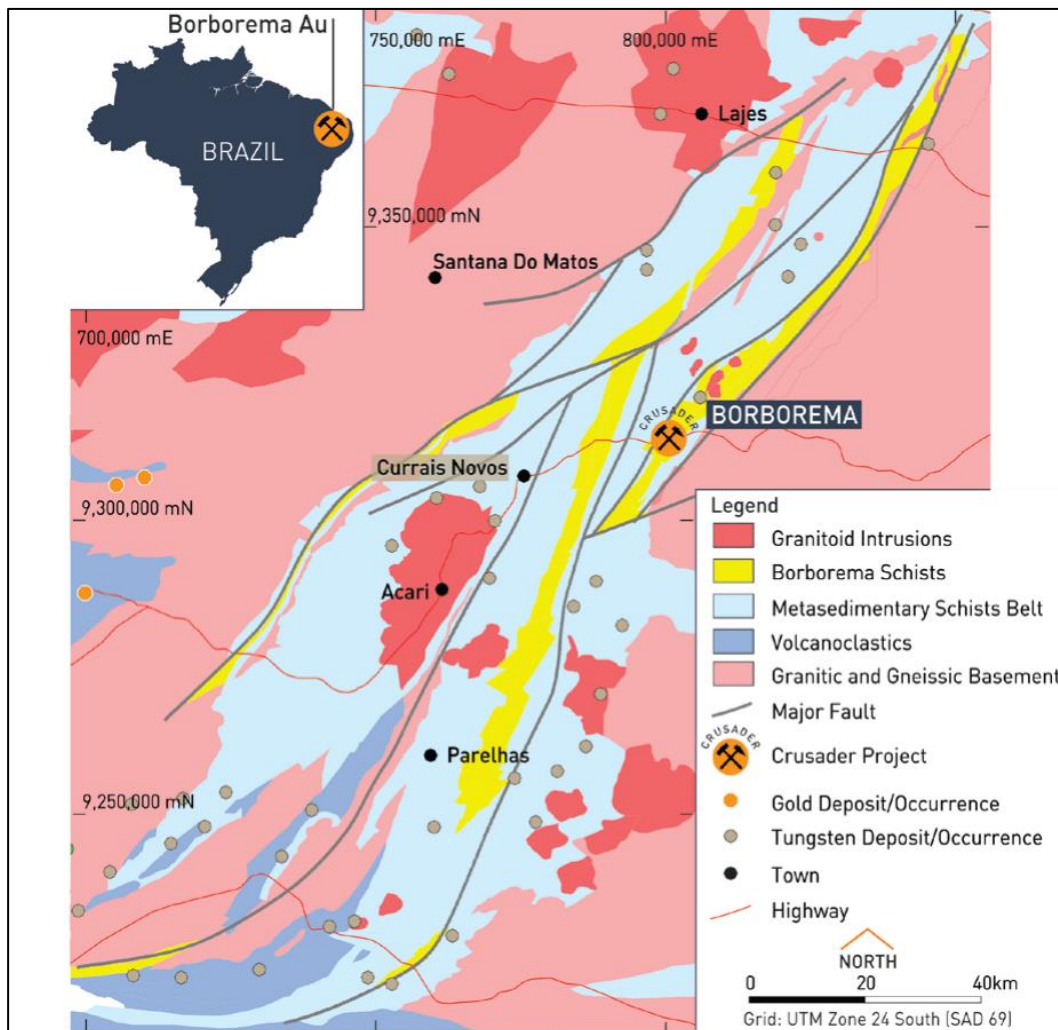 Borborema Au
BRAZIL
750,000 mE
800,000 mE
Lajes
9,350,000 mN
Santana Do Matos
700,000 mE
CRUSADER
BORBOREMA
Currais Novos
9,300,000 mN
Acari
Parelhas
9,250,000 mN
Legend
Granitoid Intrusions
Borborema Schists
Metasedimentary Schists Belt
Volcanoclastics
Granitic and Gneissic Basement
Major Fault
CRUSADER
Crusader Project
Gold Deposit/Occurrence
Tungsten Deposit/Occurrence
Town
Highway
NORTH
0 20 40km
Grid: UTM Zone 24 South (SAD 69)